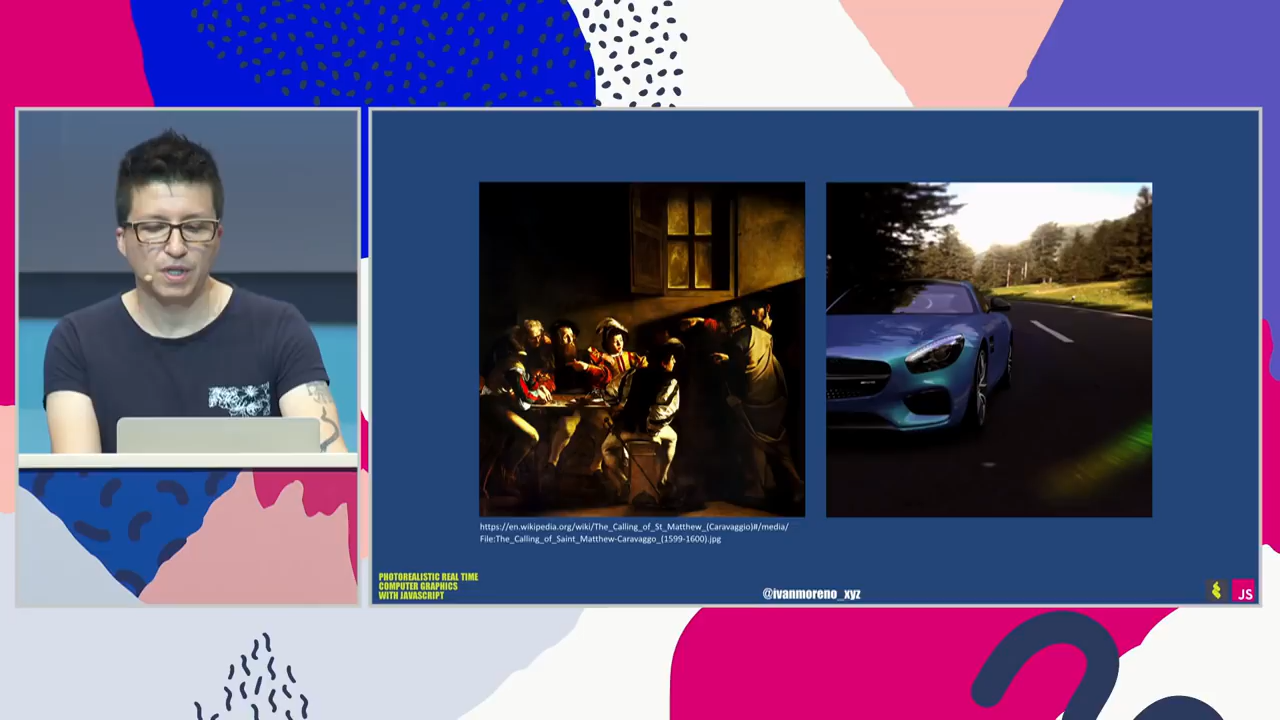 https://en.wikipedia.org/wiki/The_Calling_of_St_Matthew_(Caravaggio)#/media/
File:The_Calling_of_Saint_Matthew-Caravaggo_(1599-1600).jpg
PHOTOREALISTIC REAL TIME
COMPUTER GRAPHICS
WITH JAVASCRIPT
@ivanmoreno_xyz
JS